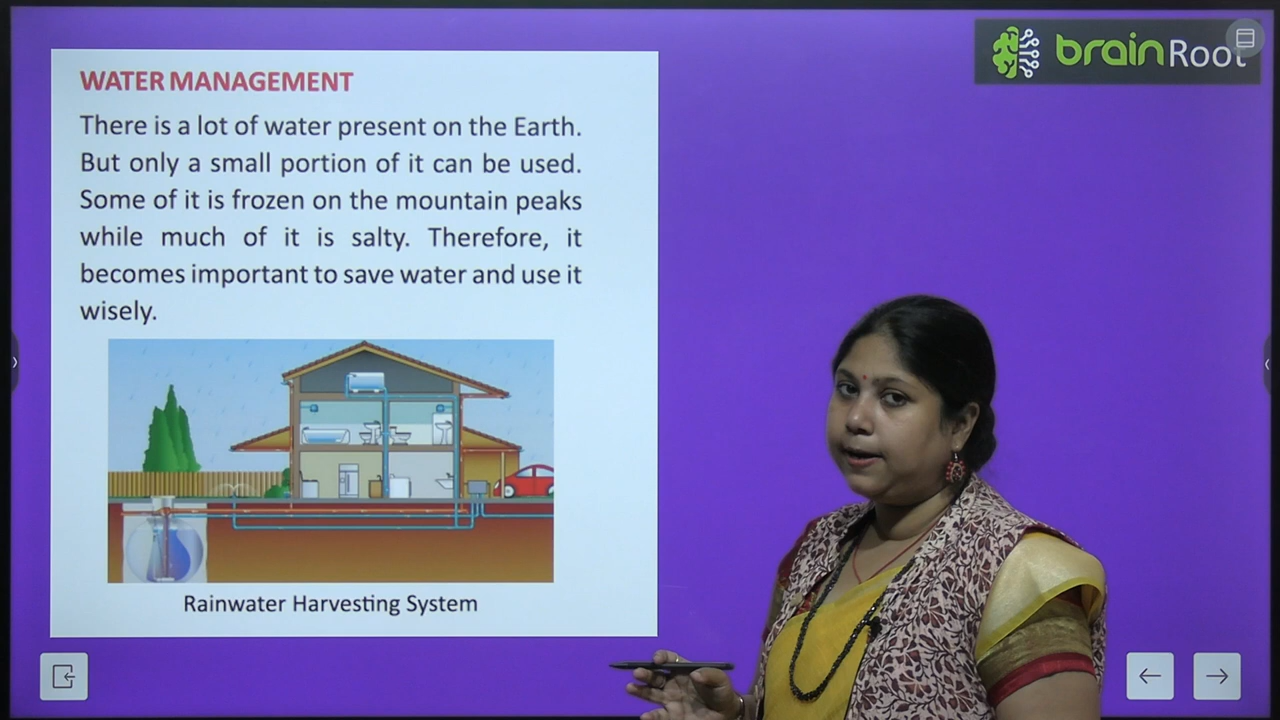 WATER MANAGEMENT
There is a lot of water present on the Earth.
But only a small portion of it can be used.
Some of it is frozen on the mountain peaks
while much of it is salty. Therefore, it
becomes important to save water and use it
wisely.
Rainwater Harvesting System
brainRoot